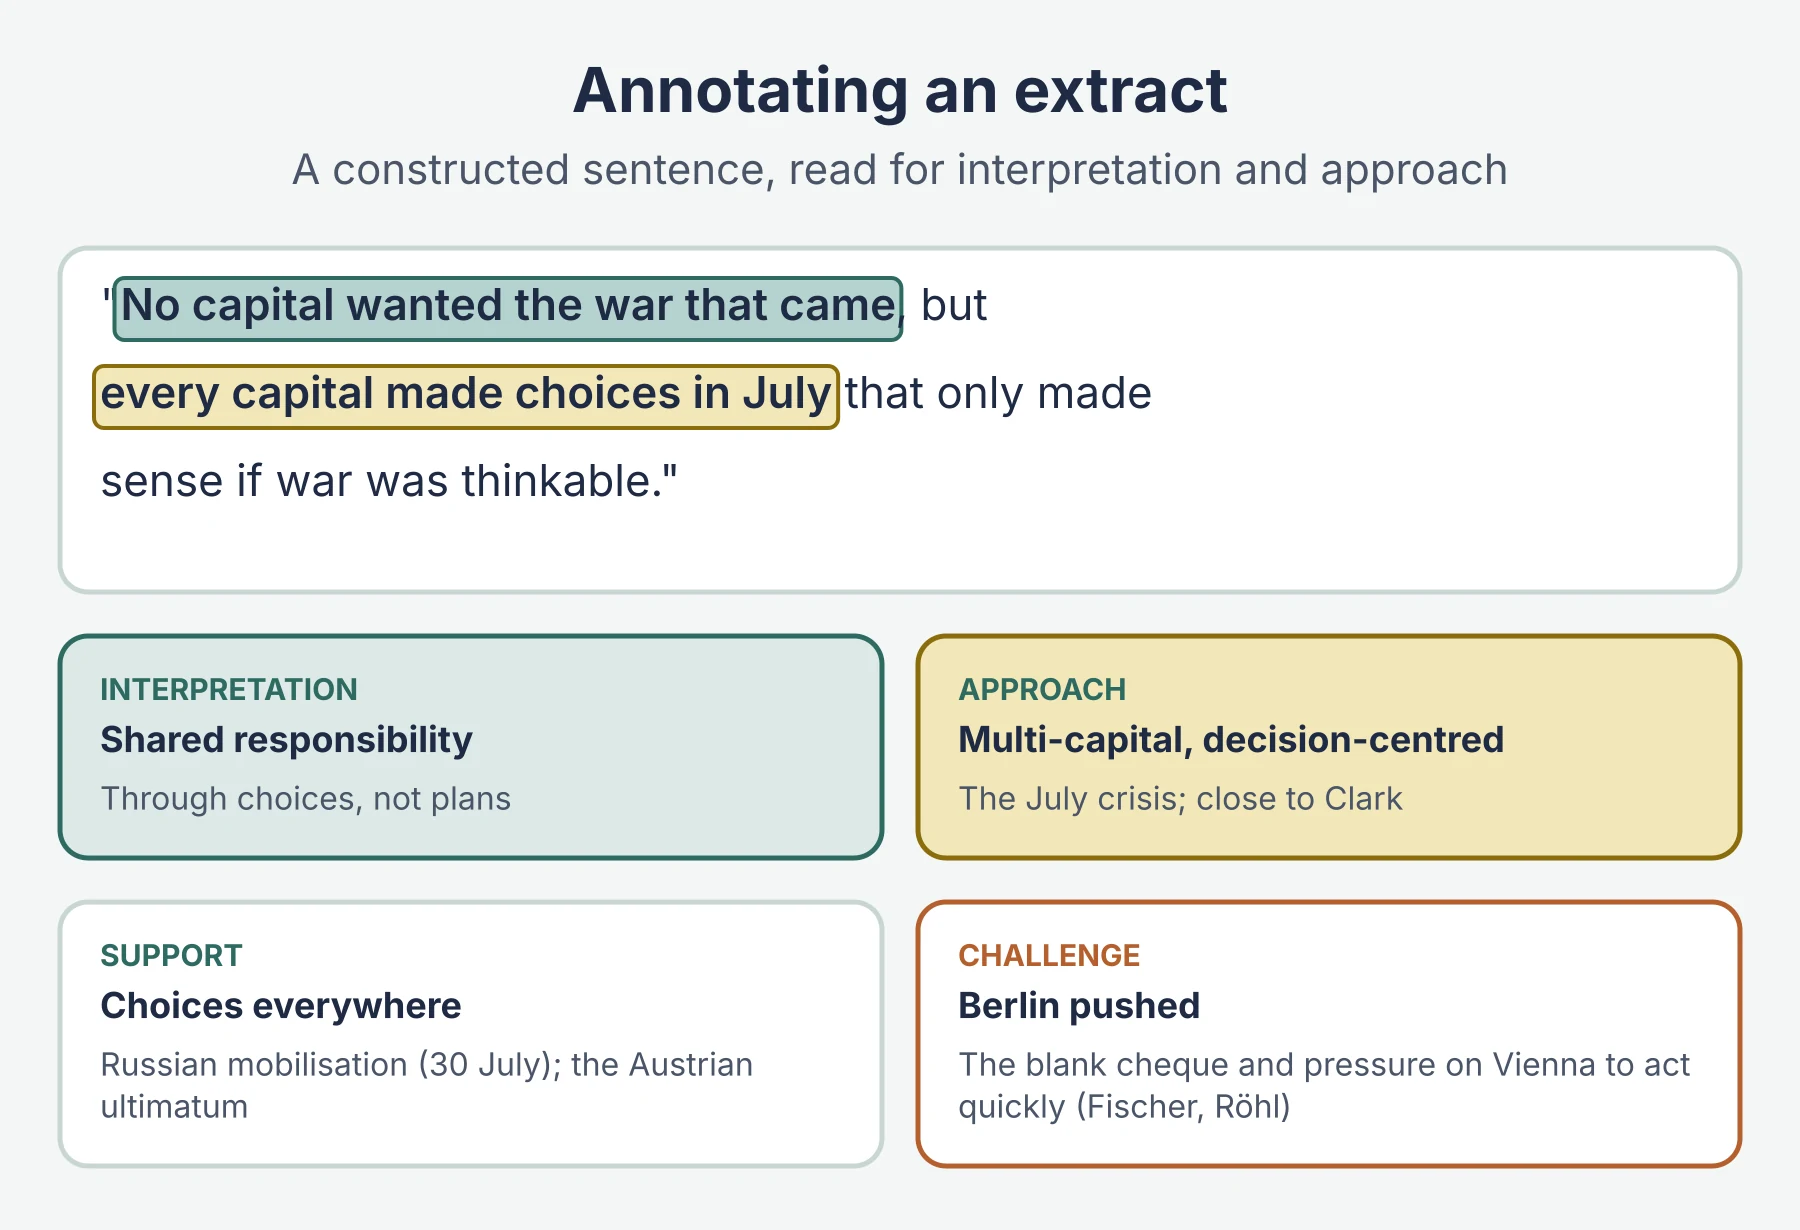 Annotating an extract
A constructed sentence, read for interpretation and approach
"No capital wanted the war that came, but
every capital made choices in July that only made
sense if war was thinkable."
INTERPRETATION
Shared responsibility
Through choices, not plans
APPROACH
Multi-capital, decision-centred
The July crisis; close to Clark
SUPPORT
Choices everywhere
Russian mobilisation (30 July); the Austrian
ultimatum
CHALLENGE
Berlin pushed
The blank cheque and pressure on Vienna to act
quickly (Fischer, Röhl)